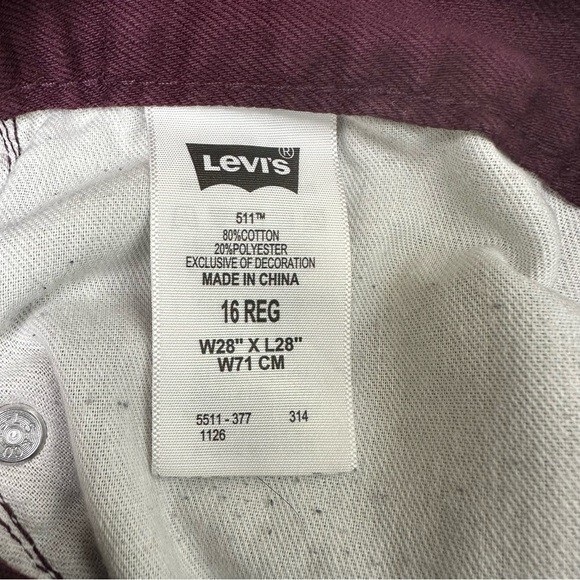 Levi's®
511™
80%COTTON
20%POLYESTER
EXCLUSIVE OF DECORATION
MADE IN CHINA
16 REG
W28" X L28"
W71 CM
5511 - 377 314
1126